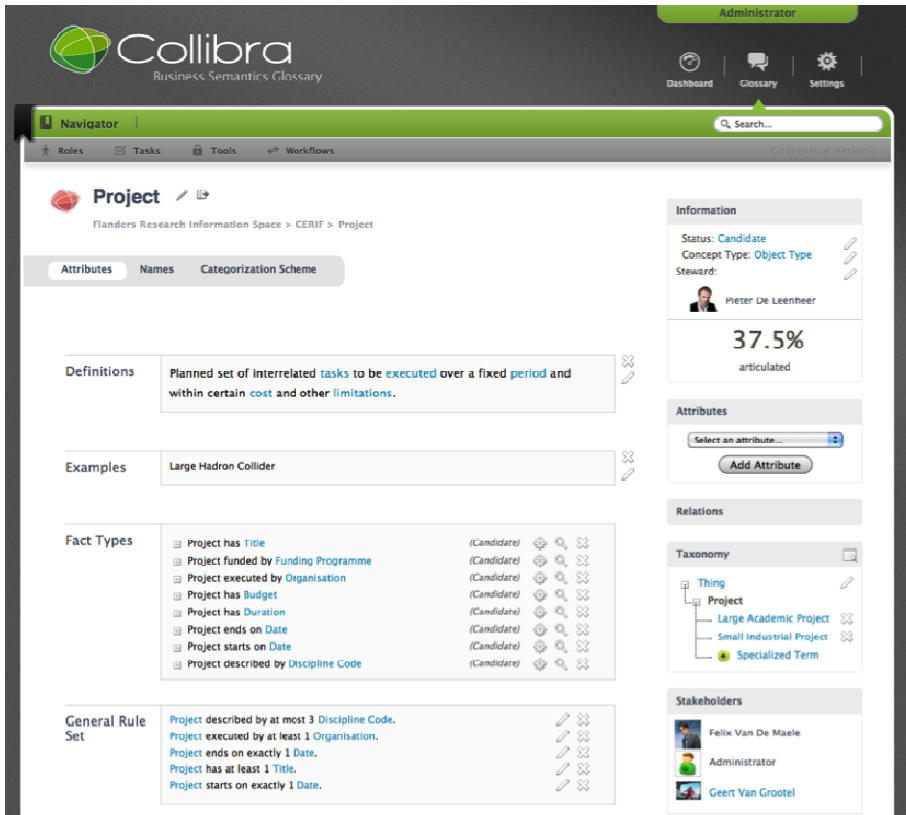 Administrator
Collibra
Business Semantics Glossary
Dashboard
Glossary
Settings
Navigator
Search...
Roles
Tasks
Tools
Workflows
Contextual Actions
Project
Flanders Research Information Space > CERIF > Project
Attributes
Names
Categorization Scheme
Definitions
Planned set of interrelated tasks to be executed over a fixed period and
within certain cost and other limitations.
Examples
Large Hadron Collider
Fact Types
Project has Title (Candidate)
Project funded by Funding Programme (Candidate)
Project executed by Organisation (Candidate)
Project has Budget (Candidate)
Project has Duration (Candidate)
Project ends on Date (Candidate)
Project starts on Date (Candidate)
Project described by Discipline Code (Candidate)
General Rule
Set
Project described by at most 3 Discipline Code.
Project executed by at least 1 Organisation.
Project ends on exactly 1 Date.
Project has at least 1 Title.
Project starts on exactly 1 Date.
Information
Status: Candidate
Concept Type: Object Type
Steward:
Pieter De Leenheer
37.5%
articulated
Attributes
Select an attribute...
Add Attribute
Relations
Taxonomy
Thing
Project
Large Academic Project
Small Industrial Project
Specialized Term
Stakeholders
Felix Van De Maele
Administrator
Geert Van Grootel